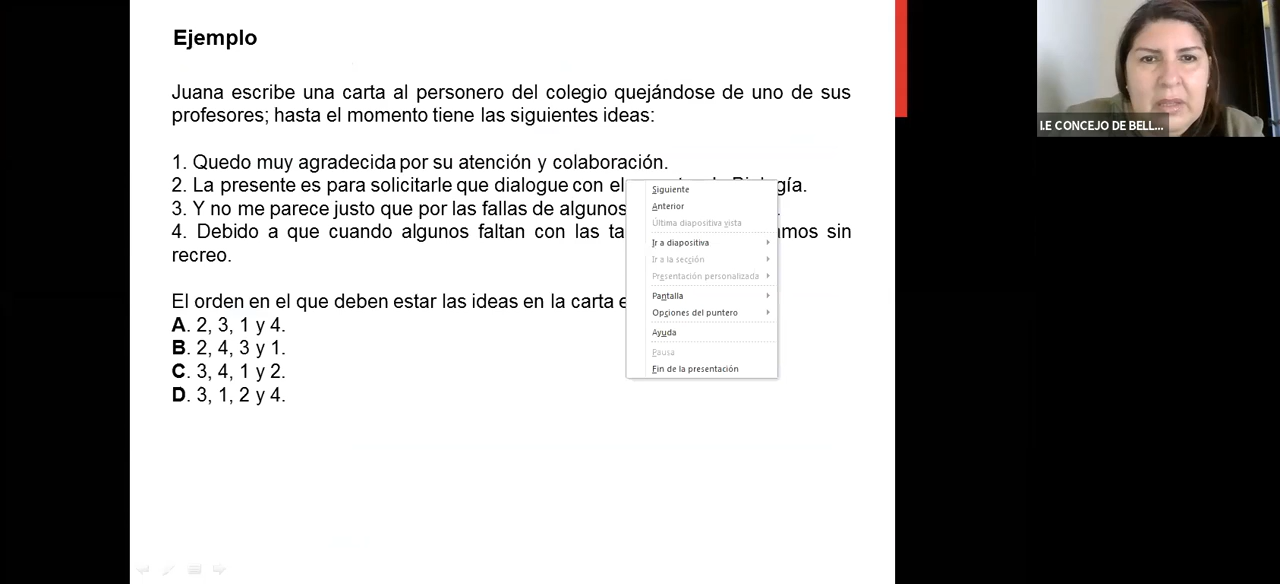 Ejemplo
Juana escribe una carta al personero del colegio quejándose de uno de sus
profesores; hasta el momento tiene las siguientes ideas:
1. Quedo muy agradecida por su atención y colaboración.
2. La presente es para solicitarle que dialogue con el
3. Y no me parece justo que por las fallas de algunos
4. Debido a que cuando algunos faltan con las sin
recreo.
El orden en el que deben estar las ideas en la carta
A. 2, 3, 1 y 4.
B. 2, 4, 3 y 1.
C. 3, 4, 1 y 2.
D. 3, 1, 2 y 4.
Siguiente
Anterior
Última diapositiva vista
Ir a diapositiva
Ir a la sección
Presentación personalizada
Pantalla
Opciones del puntero
Ayuda
Pausa
Fin de la presentación
I.E CONCEJO DE BELL...